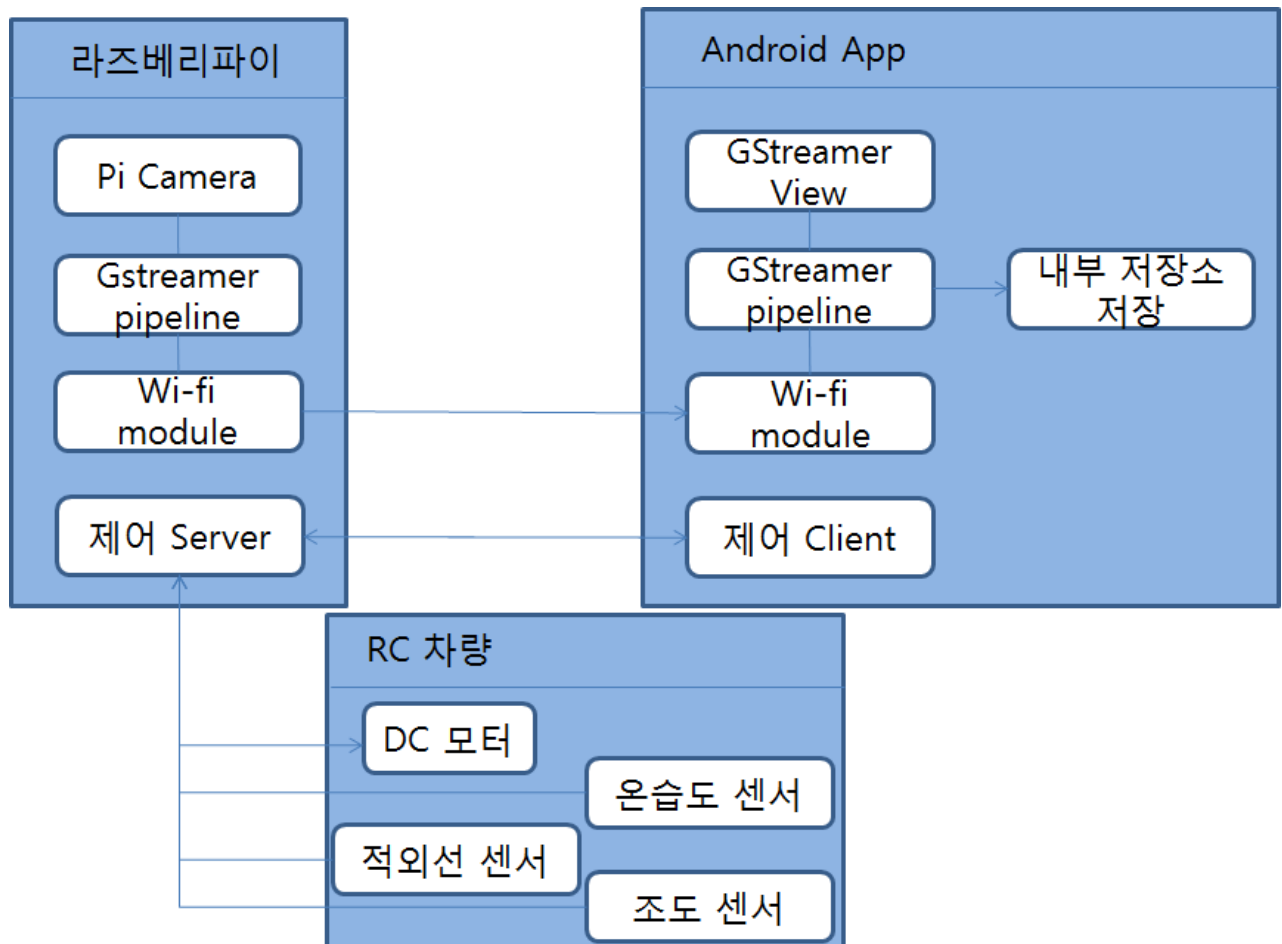 라즈베리파이
Pi Camera
Gstreamer
pipeline
Wi-fi
module
제어 Server
Android App
GStreamer
View
GStreamer
pipeline
내부 저장소
저장
Wi-fi
module
제어 Client
RC 차량
DC 모터
온습도 센서
적외선 센서
조도 센서